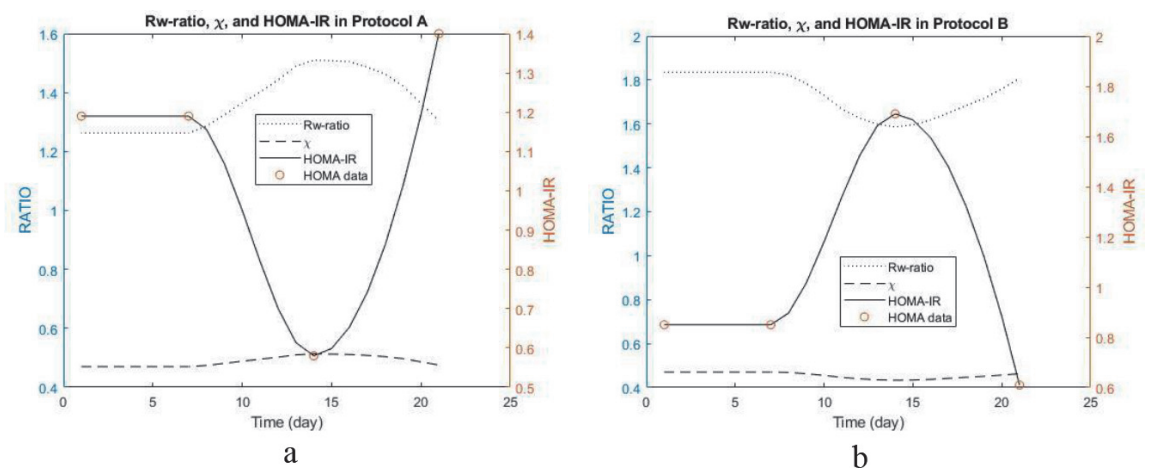 Rw-ratio, χ, and HOMA-IR in Protocol A
1.6
1.4
1.2
1
0.8
0.6
0.4
RATIO
1.4
1.3
1.2
1.1
1
0.9
0.8
0.7
0.6
0.5
HOMA-IR
Rw-ratio
χ
HOMA-IR
HOMA data
0 5 10 15 20 25
Time (day)
a
Rw-ratio, χ, and HOMA-IR in Protocol B
2
1.8
1.6
1.4
1.2
1
0.8
0.6
0.4
RATIO
2
1.8
1.6
1.4
1.2
1
0.8
0.6
HOMA-IR
Rw-ratio
χ
HOMA-IR
HOMA data
0 5 10 15 20 25
Time (day)
b